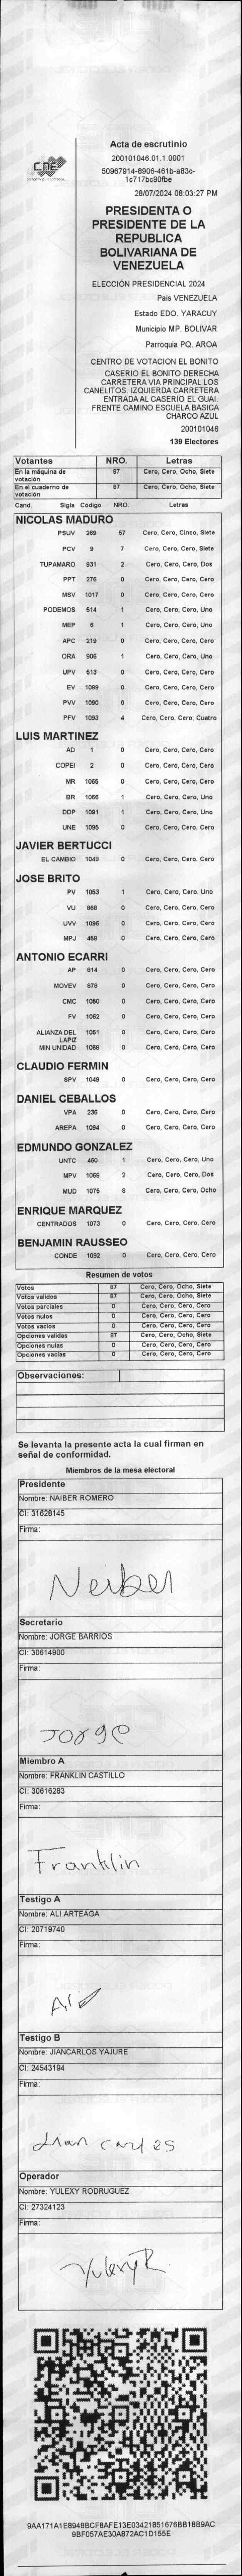 Acta de escrutinio
200101046.01.1.0001
50967914-8906-461b-a83c-
1c717bc90fbe
28/07/2024 08:03:27 PM
CNE
PRESIDENTA O
PRESIDENTE DE LA
REPUBLICA
BOLIVARIANA DE
VENEZUELA
ELECCIÓN PRESIDENCIAL 2024
Pais VENEZUELA
Estado EDO. YARACUY
Municipio MP. BOLIVAR
Parroquia PQ. AROA
CENTRO DE VOTACION EL BONITO
CASERIO EL BONITO DERECHA
CARRETERA VIA PRINCIPAL LOS
CANELITOS. IZQUIERDA CARRETERA
ENTRADA AL CASERIO EL GUAI.
FRENTE CAMINO ESCUELA BASICA
CHARCO AZUL
200101046
139 Electores
Votantes NRO. Letras
En la máquina de votación 87 Cero, Cero, Ocho, Siete
En el cuaderno de votación 87 Cero, Cero, Ocho, Siete
Cand. Sigla Código NRO. Letras
NICOLAS MADURO
PSUV 269 57 Cero, Cero, Cinco, Siete
PCV 9 7 Cero, Cero, Cero, Siete
TUPAMARO 931 2 Cero, Cero, Cero, Dos
PPT 276 0 Cero, Cero, Cero, Cero
MSV 1017 0 Cero, Cero, Cero, Cero
PODEMOS 514 1 Cero, Cero, Cero, Uno
MEP 6 1 Cero, Cero, Cero, Uno
APC 219 0 Cero, Cero, Cero, Cero
ORA 906 1 Cero, Cero, Cero, Uno
UPV 513 0 Cero, Cero, Cero, Cero
EV 1089 0 Cero, Cero, Cero, Cero
PVV 1090 0 Cero, Cero, Cero, Cero
PFV 1093 4 Cero, Cero, Cero, Cuatro
LUIS MARTINEZ
AD 1 0 Cero, Cero, Cero, Cero
COPEI 2 0 Cero, Cero, Cero, Cero
MR 1065 0 Cero, Cero, Cero, Cero
BR 1066 1 Cero, Cero, Cero, Uno
DDP 1091 1 Cero, Cero, Cero, Uno
UNE 1095 0 Cero, Cero, Cero, Cero
JAVIER BERTUCCI
EL CAMBIO 1048 0 Cero, Cero, Cero, Cero
JOSE BRITO
PV 1053 1 Cero, Cero, Cero, Uno
VU 868 0 Cero, Cero, Cero, Cero
UVV 1096 0 Cero, Cero, Cero, Cero
MPJ 458 0 Cero, Cero, Cero, Cero
ANTONIO ECARRI
AP 814 0 Cero, Cero, Cero, Cero
MOVEV 879 0 Cero, Cero, Cero, Cero
CMC 1050 0 Cero, Cero, Cero, Cero
FV 1062 0 Cero, Cero, Cero, Cero
ALIANZA DEL LAPIZ 1051 0 Cero, Cero, Cero, Cero
MIN UNIDAD 1068 0 Cero, Cero, Cero, Cero
CLAUDIO FERMIN
SPV 1049 0 Cero, Cero, Cero, Cero
DANIEL CEBALLOS
VPA 236 0 Cero, Cero, Cero, Cero
AREPA 1094 0 Cero, Cero, Cero, Cero
EDMUNDO GONZALEZ
UNTC 460 1 Cero, Cero, Cero, Uno
MPV 1069 2 Cero, Cero, Cero, Dos
MUD 1075 8 Cero, Cero, Cero, Ocho
ENRIQUE MARQUEZ
CENTRADOS 1073 0 Cero, Cero, Cero, Cero
BENJAMIN RAUSSEO
CONDE 1092 0 Cero, Cero, Cero, Cero
Resumen de votos
Votos 87 Cero, Cero, Ocho, Siete
Votos validos 87 Cero, Cero, Ocho, Siete
Votos parciales 0 Cero, Cero, Cero, Cero
Votos nulos 0 Cero, Cero, Cero, Cero
Votos vacios 0 Cero, Cero, Cero, Cero
Opciones validas 87 Cero, Cero, Ocho, Siete
Opciones nulas 0 Cero, Cero, Cero, Cero
Opciones vacias 0 Cero, Cero, Cero, Cero
Observaciones:
Se levanta la presente acta la cual firman en
señal de conformidad.
Miembros de la mesa electoral
Presidente
Nombre: NAIBER ROMERO
CI: 31628145
Firma:
Neiber
Secretario
Nombre: JORGE BARRIOS
CI: 30614900
Firma:
Jorge
Miembro A
Nombre: FRANKLIN CASTILLO
CI: 30616283
Firma:
Franklin
Testigo A
Nombre: ALI ARTEAGA
CI: 20719740
Firma:
Testigo B
Nombre: JIANCARLOS YAJURE
CI: 24543194
Firma:
Operador
Nombre: YULEXY RODRUGUEZ
CI: 27324123
Firma:
Yulexy R.
9AA171A1E8948BCF8AFE13E03421851676BB18B9AC
9BF057AE30A872AC1D155E